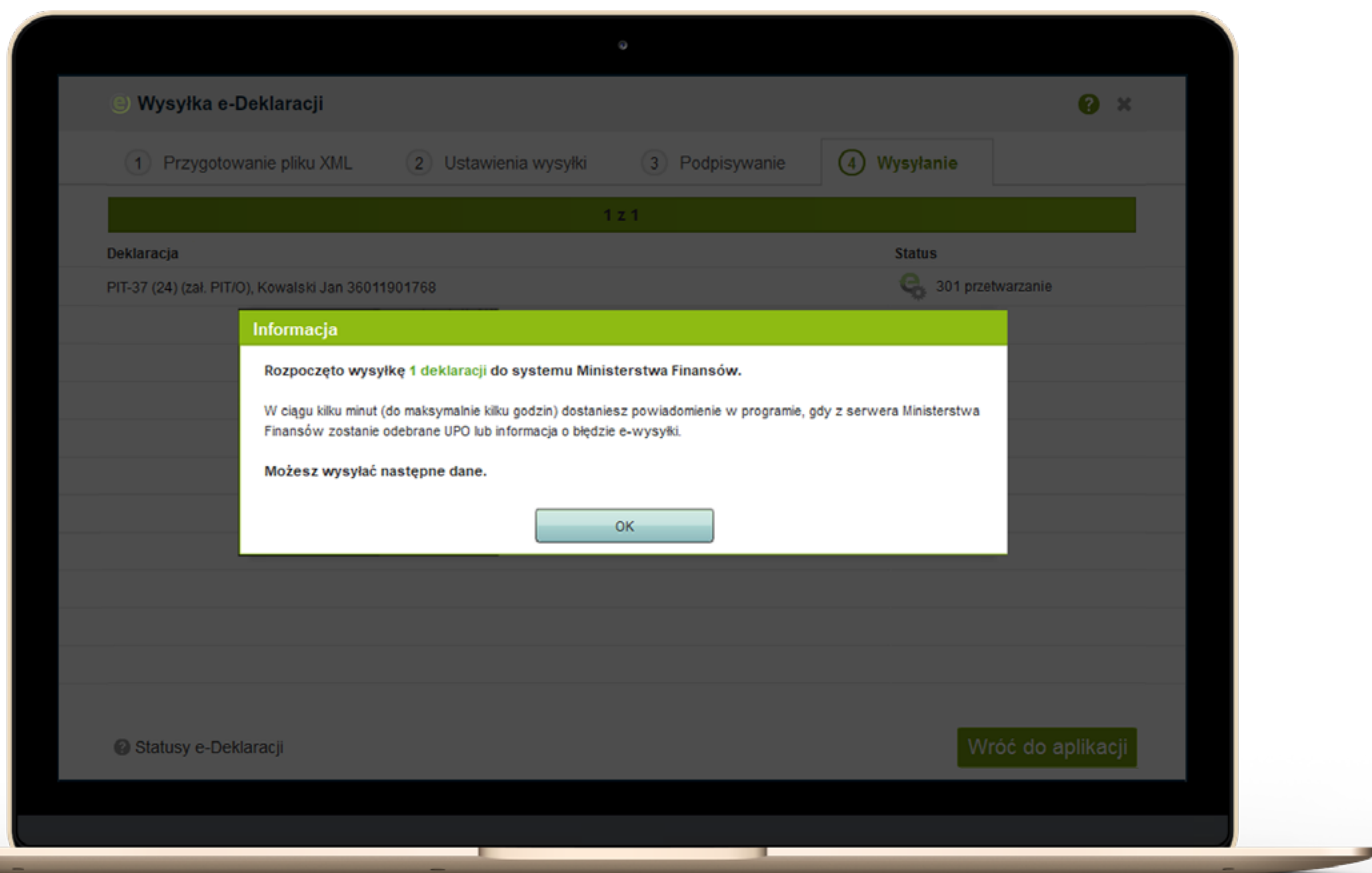 Wysyłka e-Deklaracji
1 Przygotowanie pliku XML 2 Ustawienia wysyłki 3 Podpisywanie 4 Wysyłanie
1 z 1
Deklaracja Status
PIT-37 (24) (zał. PIT/O), Kowalski Jan 36011901768 301 przetwarzanie
Informacja
Rozpoczęto wysyłkę 1 deklaracji do systemu Ministerstwa Finansów.
W ciągu kilku minut (do maksymalnie kilku godzin) dostaniesz powiadomienie w programie, gdy z serwera Ministerstwa
Finansów zostanie odebrane UPO lub informacja o błędzie e-wysyłki.
Możesz wysyłać następne dane.
OK
Statusy e-Deklaracji Wróć do aplikacji